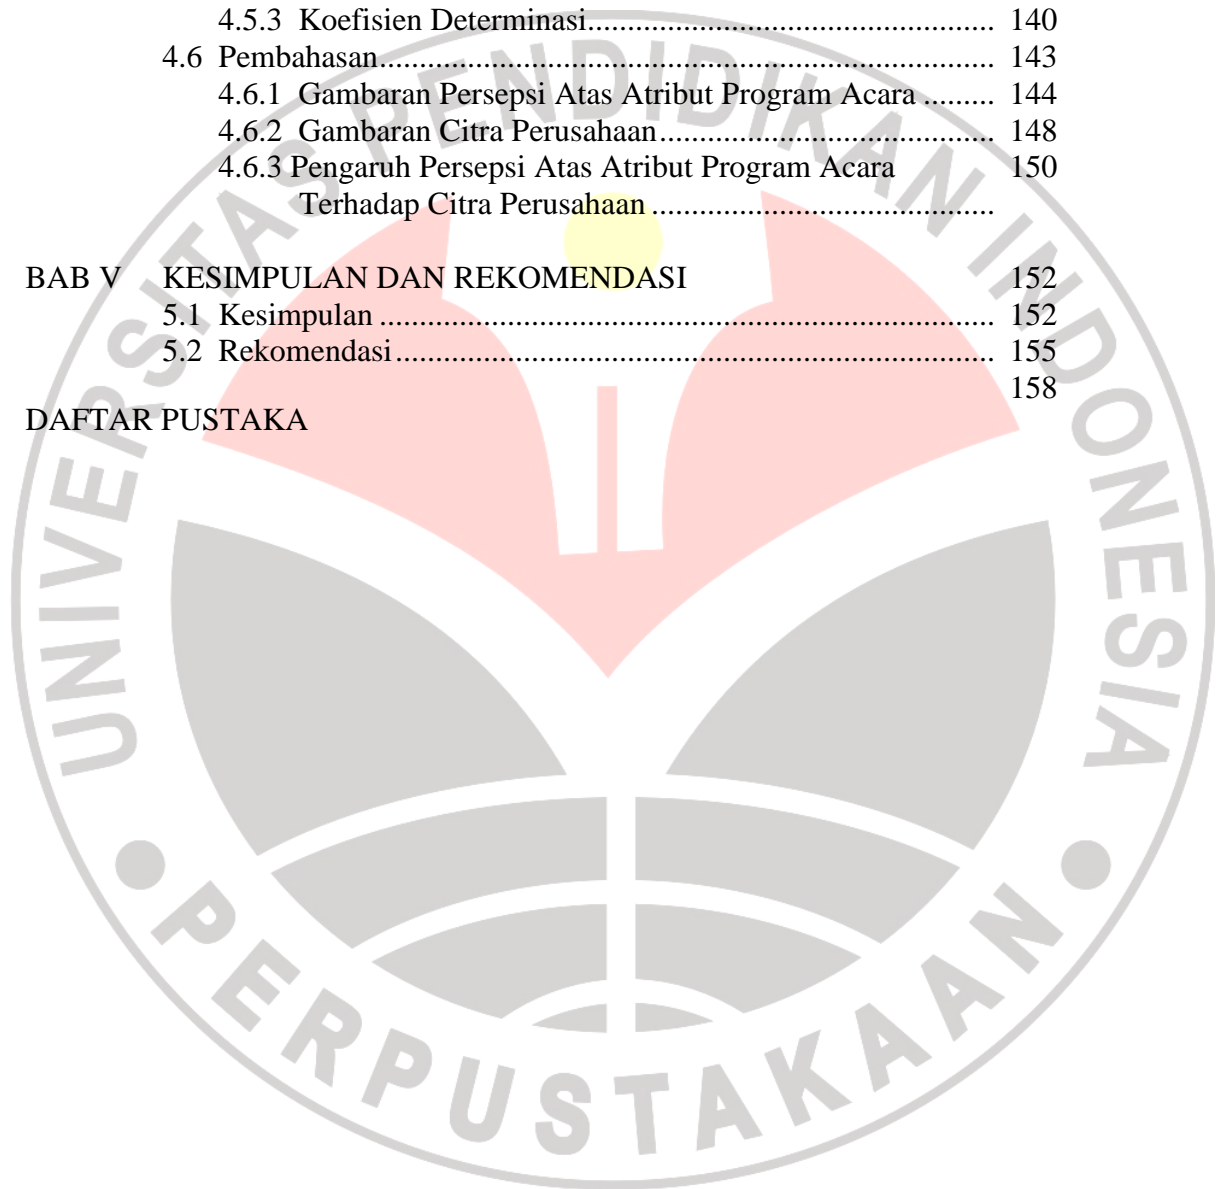 4.5.3 Koefisien Determinasi.................................................. 140
4.6 Pembahasan.......................................................................... 143
4.6.1 Gambaran Persepsi Atas Atribut Program Acara ......... 144
4.6.2 Gambaran Citra Perusahaan......................................... 148
4.6.3 Pengaruh Persepsi Atas Atribut Program Acara 150
Terhadap Citra Perusahaan ..........................................
BAB V KESIMPULAN DAN REKOMENDASI 152
5.1 Kesimpulan .......................................................................... 152
5.2 Rekomendasi......................................................................... 155
158
DAFTAR PUSTAKA
UNIVERSITAS PENDIDIKAN INDONESIA
PERPUSTAKAAN